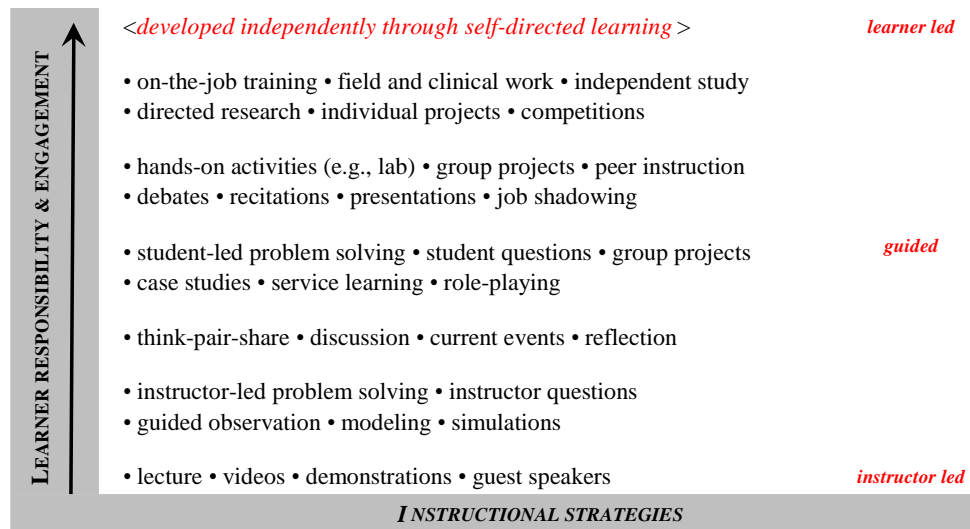 <developed independently through self-directed learning >
learner led
• on-the-job training • field and clinical work • independent study
• directed research • individual projects • competitions
• hands-on activities (e.g., lab) • group projects • peer instruction
• debates • recitations • presentations • job shadowing
• student-led problem solving • student questions • group projects
guided
• case studies • service learning • role-playing
• think-pair-share • discussion • current events • reflection
• instructor-led problem solving • instructor questions
• guided observation • modeling • simulations
• lecture • videos • demonstrations • guest speakers
instructor led
LEARNER RESPONSIBILITY & ENGAGEMENT
I NSTRUCTIONAL STRATEGIES